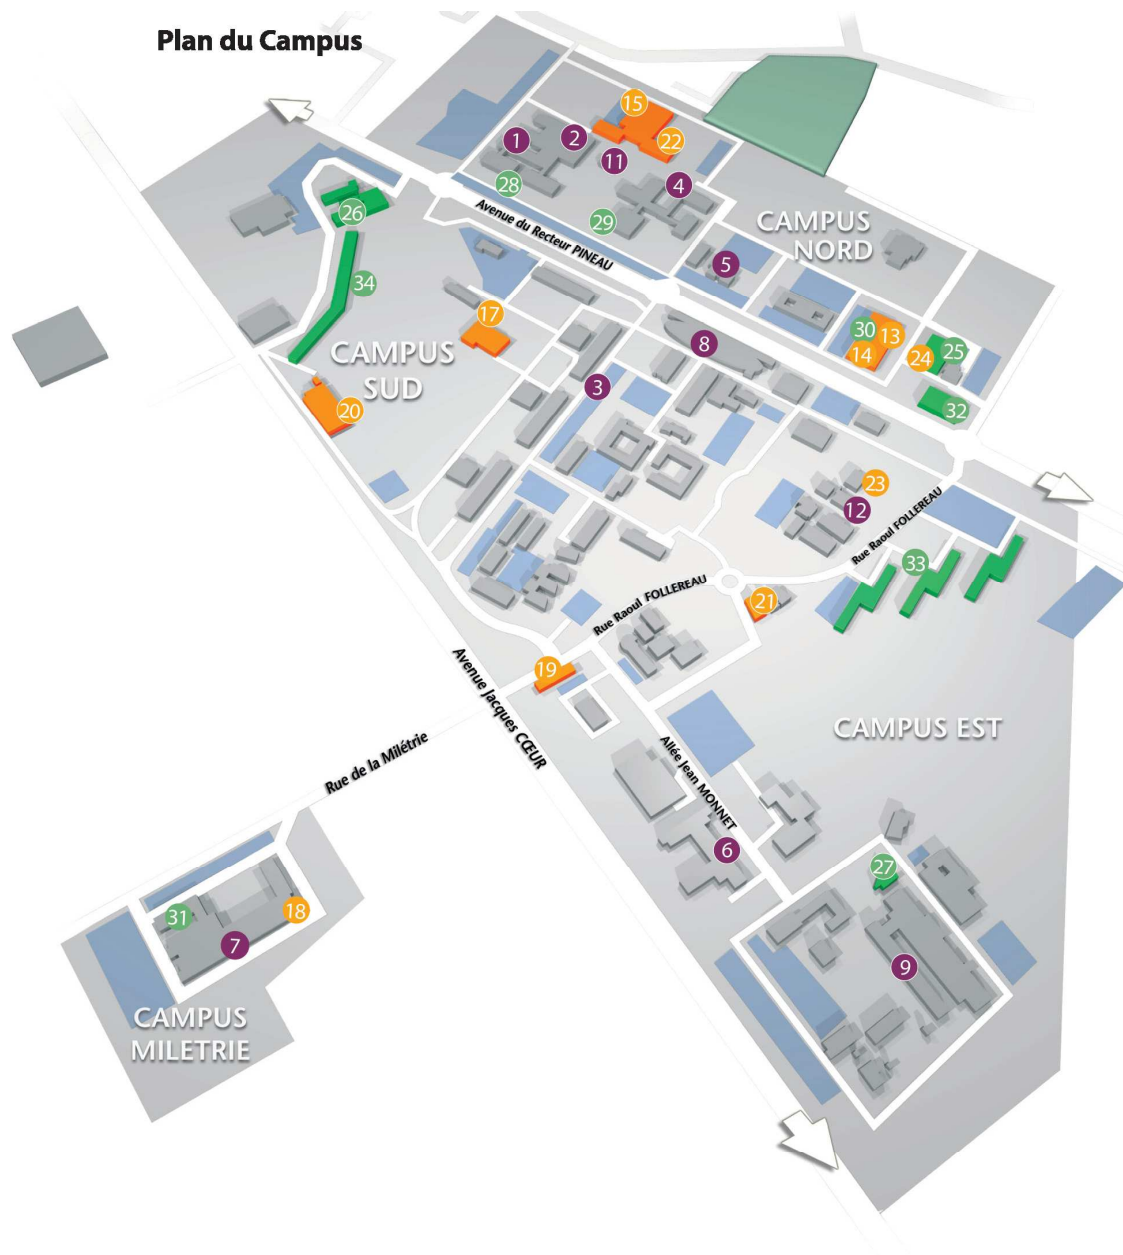 Plan du Campus
15
1
2
22
11
4
28
26
29
Avenue du Recteur PINEAU
CAMPUS
NORD
5
34
17
30
13
8
14
24
25
CAMPUS
SUD
3
20
32
23
12
Rue Raoul FOLLEREAU
33
Rue Raoul FOLLEREAU
21
19
Avenue Jacques CŒUR
CAMPUS EST
Rue de la Milétrie
Allée Jean MONNET
6
27
31
18
7
9
CAMPUS
MILETRIE